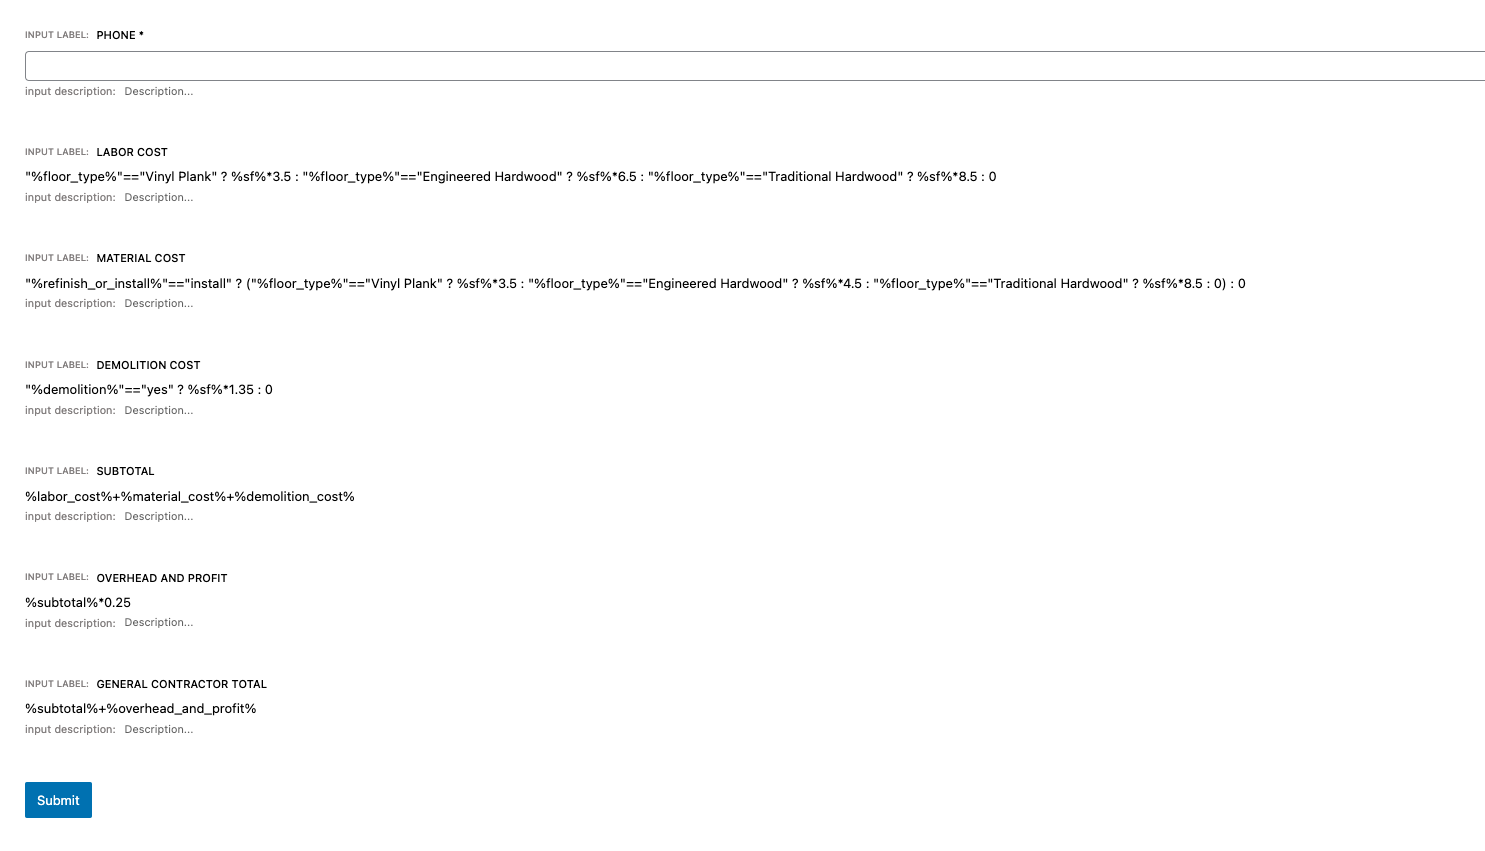 INPUT LABEL: PHONE *
input description: Description...
INPUT LABEL: LABOR COST
"%floor_type%"=="Vinyl Plank" ? %sf%*3.5 : "%floor_type%"=="Engineered Hardwood" ? %sf%*6.5 : "%floor_type%"=="Traditional Hardwood" ? %sf%*8.5 : 0
input description: Description...
INPUT LABEL: MATERIAL COST
"%refinish_or_install%"=="install" ? ("%floor_type%"=="Vinyl Plank" ? %sf%*3.5 : "%floor_type%"=="Engineered Hardwood" ? %sf%*4.5 : "%floor_type%"=="Traditional Hardwood" ? %sf%*8.5 : 0) : 0
input description: Description...
INPUT LABEL: DEMOLITION COST
"%demolition%"=="yes" ? %sf%*1.35 : 0
input description: Description...
INPUT LABEL: SUBTOTAL
%labor_cost%+%material_cost%+%demolition_cost%
input description: Description...
INPUT LABEL: OVERHEAD AND PROFIT
%subtotal%*0.25
input description: Description...
INPUT LABEL: GENERAL CONTRACTOR TOTAL
%subtotal%+%overhead_and_profit%
input description: Description...
Submit